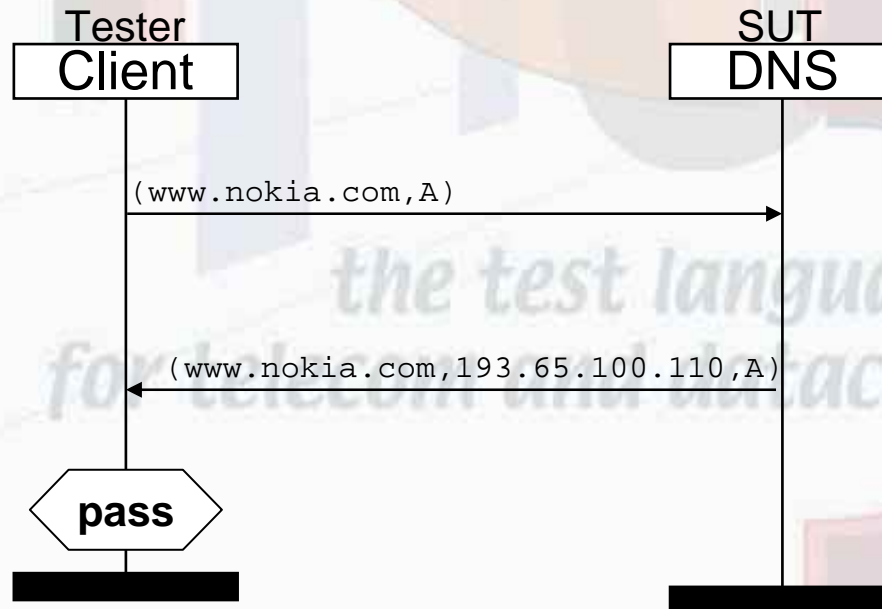 Tester
Client
SUT
DNS
(www.nokia.com,A)
the test langua
(www.nokia.com,193.65.100.110,A)
for telecom and datac
pass